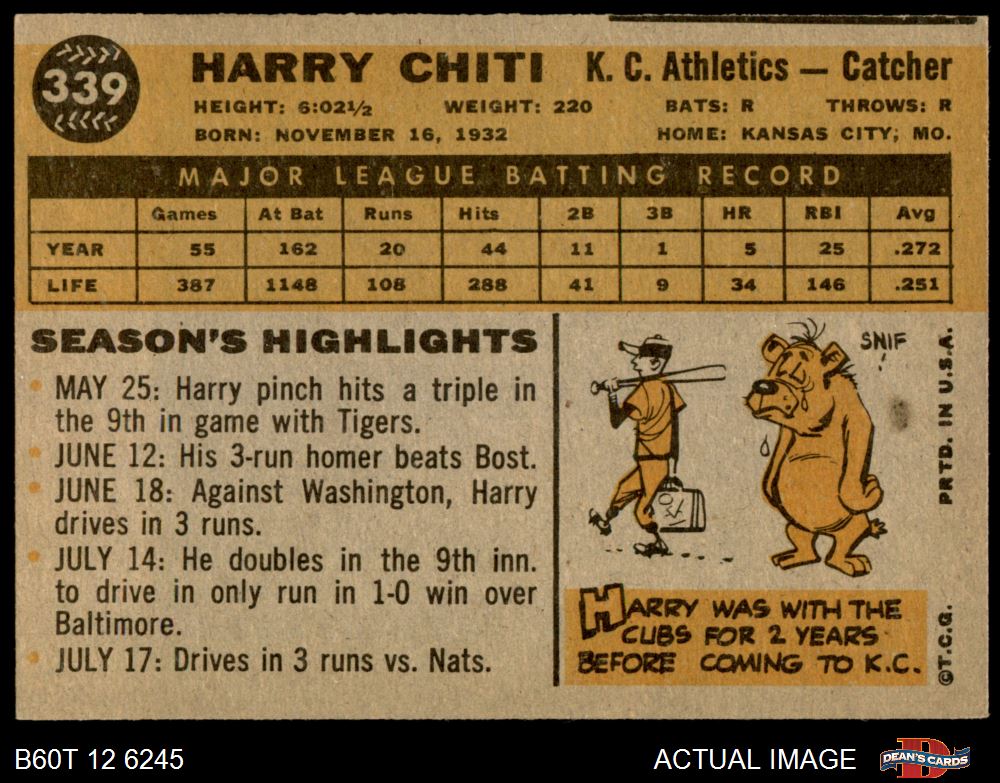 339
HARRY CHITI K. C. Athletics — Catcher
HEIGHT: 6:02½ WEIGHT: 220 BATS: R THROWS: R
BORN: NOVEMBER 16, 1932 HOME: KANSAS CITY, MO.
MAJOR LEAGUE BATTING RECORD
Games At Bat Runs Hits 2B 3B HR RBI Avg
YEAR 55 162 20 44 11 1 5 25 .272
LIFE 387 1148 108 288 41 9 34 146 .251
SEASON'S HIGHLIGHTS
• MAY 25: Harry pinch hits a triple in
the 9th in game with Tigers.
• JUNE 12: His 3-run homer beats Bost.
• JUNE 18: Against Washington, Harry
drives in 3 runs.
• JULY 14: He doubles in the 9th inn.
to drive in only run in 1-0 win over
Baltimore.
• JULY 17: Drives in 3 runs vs. Nats.
SNIF
HARRY WAS WITH THE
CUBS FOR 2 YEARS
BEFORE COMING TO K.C.
PRTD. IN U.S.A.
©T.C.G.
B60T 12 6245
ACTUAL IMAGE
DEAN'S CARDS